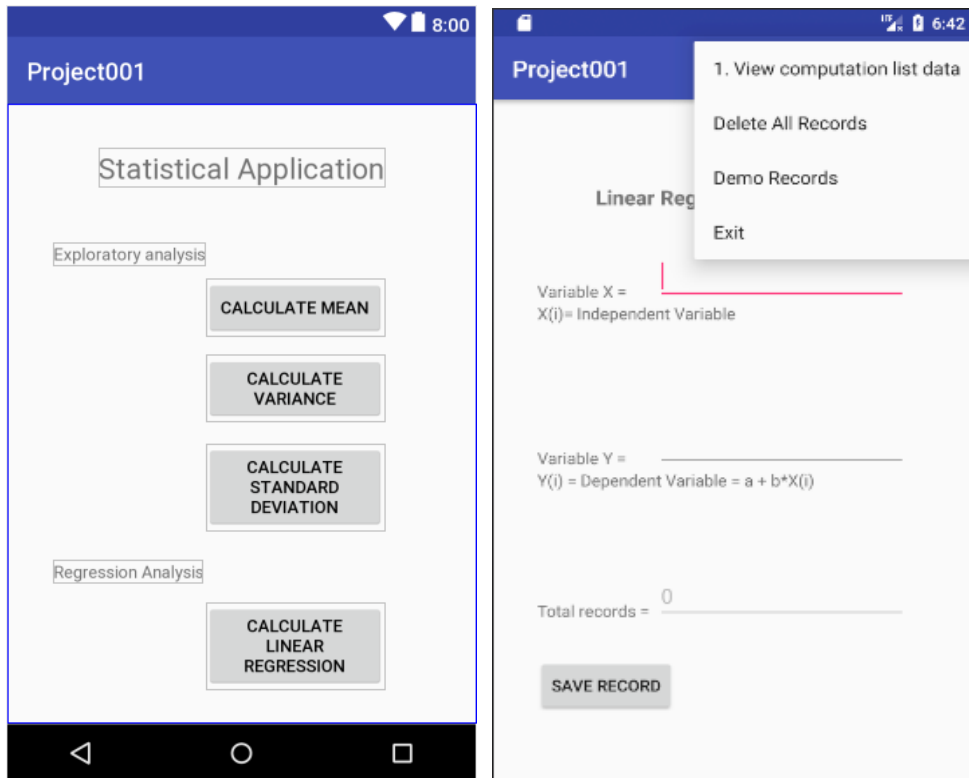 8:00
Project001
Statistical Application
Exploratory analysis
CALCULATE MEAN
CALCULATE
VARIANCE
CALCULATE
STANDARD
DEVIATION
Regression Analysis
CALCULATE
LINEAR
REGRESSION
LTE
6:42
Project001
1. View computation list data
Delete All Records
Demo Records
Exit
Linear Reg
Variable X =
X(i)= Independent Variable
Variable Y =
Y(i) = Dependent Variable = a + b*X(i)
Total records = 0
SAVE RECORD